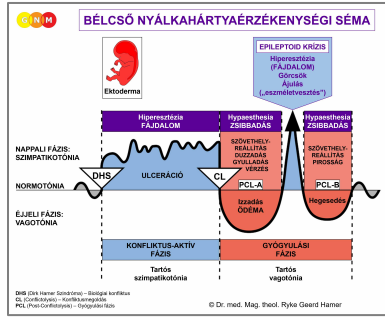 GNM
BÉLCSŐ NYÁLKAHÁRTYAÉRZÉKENYSÉGI SÉMA
Ektoderma
EPILEPTOID KRÍZIS
Hiperesztézia
(FÁJDALOM)
Görcsök
Ájulás
(„eszméletvesztés”)
Hiperesztézia
FÁJDALOM
Hypaesthesia
ZSIBBADÁS
Hypaesthesia
ZSIBBADÁS
NAPPALI FÁZIS:
SZIMPATIKOTÓNIA
SZÖVETHELY-
REÁLLÍTÁS
DUZZADÁS
GYULLADÁS
VÉRZÉS
SZÖVETHELY-
REÁLLÍTÁS
PIROSSÁG
DHS
ULCERÁCIÓ
CL
NORMOTÓNIA
PCL-A
PCL-B
ÉJJELI FÁZIS:
VAGOTÓNIA
Izzadás
ÖDÉMA
Hegesedés
KONFLIKTUS-AKTÍV
FÁZIS
GYÓGYULÁSI
FÁZIS
Tartós
szimpatikotónia
Tartós
vagotónia
DHS (Dirk Hamer Szindróma) – Biológiai konfliktus
CL (Conflictolysis) – Konfliktusmegoldás
PCL (Post-Conflictolysis) – Gyógyulási fázis
© Dr. med. Mag. theol. Ryke Geerd Hamer